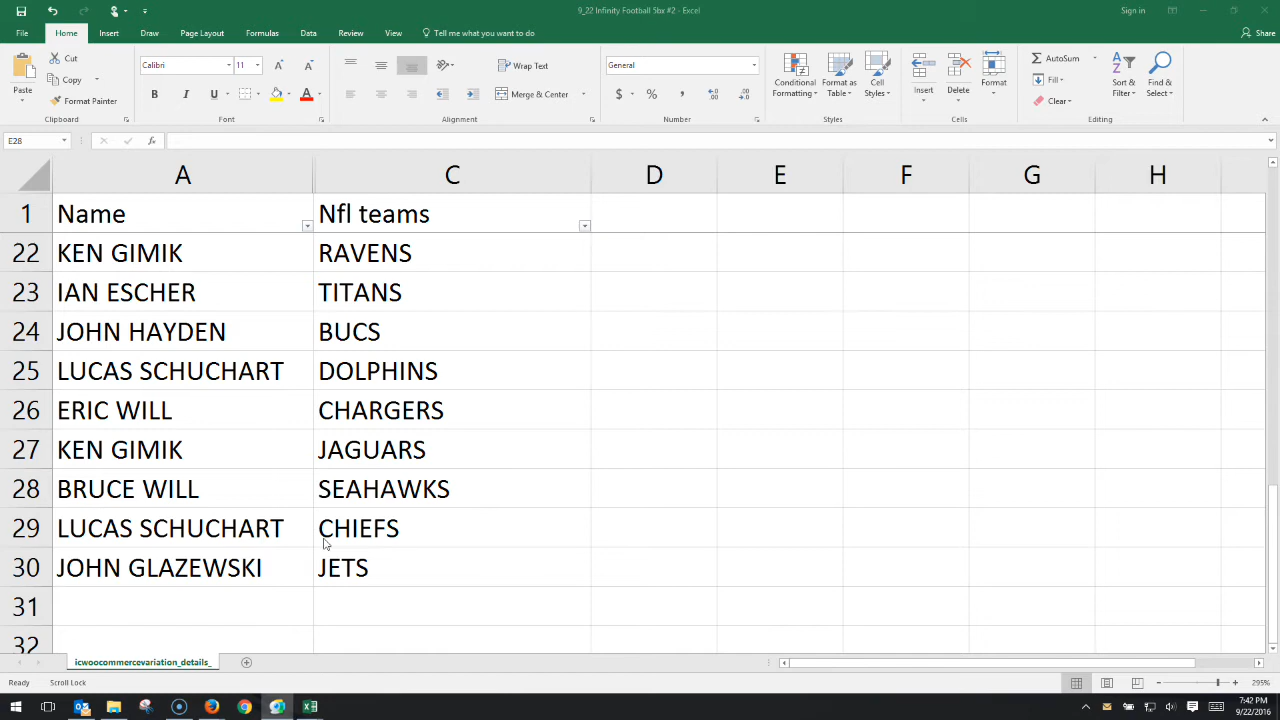 9_22 Infinity Football 5bx #2 - Excel
Sign in
File Home Insert Draw Page Layout Formulas Data Review View Tell me what you want to do Share
Paste
Cut
Copy
Format Painter
Clipboard
Calibri 11
B I U
Font
Wrap Text
Merge & Center
Alignment
General
$ % ,
Number
Conditional Formatting
Format as Table
Cell Styles
Styles
Insert
Delete
Format
Cells
AutoSum
Fill
Clear
Sort & Filter
Find & Select
Editing
E28 fx
A C D E F G H
1 Name Nfl teams
22 KEN GIMIK RAVENS
23 IAN ESCHER TITANS
24 JOHN HAYDEN BUCS
25 LUCAS SCHUCHART DOLPHINS
26 ERIC WILL CHARGERS
27 KEN GIMIK JAGUARS
28 BRUCE WILL SEAHAWKS
29 LUCAS SCHUCHART CHIEFS
30 JOHN GLAZEWSKI JETS
31
32
icwoocommercevariation_details_
Ready Scroll Lock 295%
7:42 PM
9/22/2016